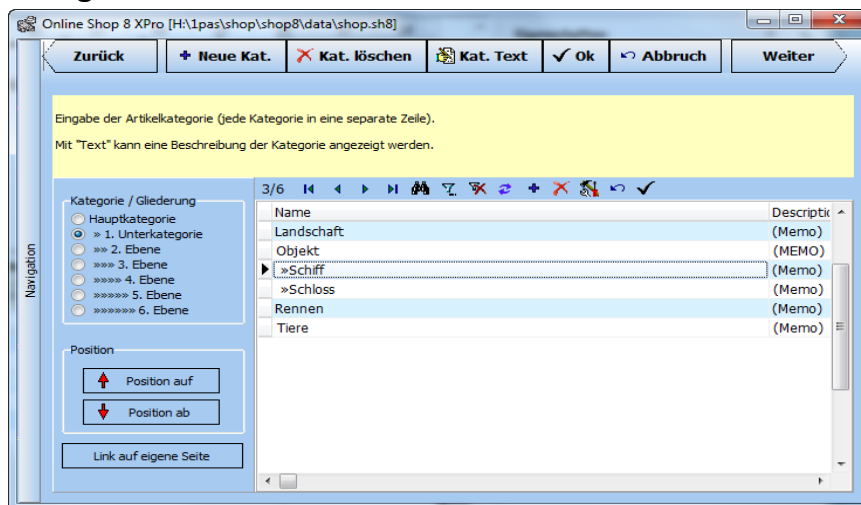 Online Shop 8 XPro [H:\1pas\shop\shop8\data\shop.sh8]
Zurück
Neue Kat.
Kat. löschen
Kat. Text
Ok
Abbruch
Weiter
Eingabe der Artikelkategorie (jede Kategorie in eine separate Zeile).
Mit "Text" kann eine Beschreibung der Kategorie angezeigt werden.
Navigation
Kategorie / Gliederung
Hauptkategorie
» 1. Unterkategorie
»» 2. Ebene
»»» 3. Ebene
»»»» 4. Ebene
»»»»» 5. Ebene
»»»»»» 6. Ebene
Position
Position auf
Position ab
Link auf eigene Seite
3/6
Name Descriptic
Landschaft (Memo)
Objekt (MEMO)
»Schiff (Memo)
»Schloss (Memo)
Rennen (Memo)
Tiere (Memo)